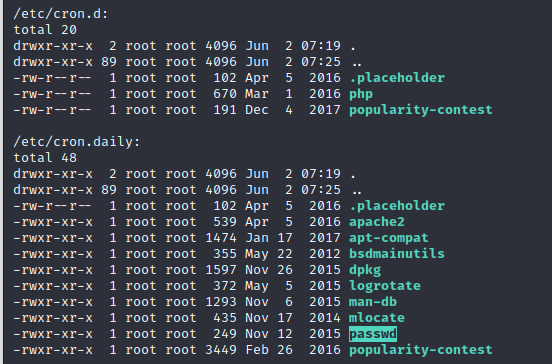 /etc/cron.d:
total 20
drwxr-xr-x  2 root root 4096 Jun  2 07:19 .
drwxr-xr-x 89 root root 4096 Jun  2 07:25 ..
-rw-r--r--  1 root root  102 Apr  5  2016 .placeholder
-rw-r--r--  1 root root  670 Mar  1  2016 php
-rw-r--r--  1 root root  191 Dec  4  2017 popularity-contest

/etc/cron.daily:
total 48
drwxr-xr-x  2 root root 4096 Jun  2 07:19 .
drwxr-xr-x 89 root root 4096 Jun  2 07:25 ..
-rw-r--r--  1 root root  102 Apr  5  2016 .placeholder
-rwxr-xr-x  1 root root  539 Apr  5  2016 apache2
-rwxr-xr-x  1 root root 1474 Jan 17  2017 apt-compat
-rwxr-xr-x  1 root root  355 May 22  2012 bsdmainutils
-rwxr-xr-x  1 root root 1597 Nov 26  2015 dpkg
-rwxr-xr-x  1 root root  372 May  5  2015 logrotate
-rwxr-xr-x  1 root root 1293 Nov  6  2015 man-db
-rwxr-xr-x  1 root root  435 Nov 17  2014 mlocate
-rwxr-xr-x  1 root root  249 Nov 12  2015 passwd
-rwxr-xr-x  1 root root 3449 Feb 26  2016 popularity-contest